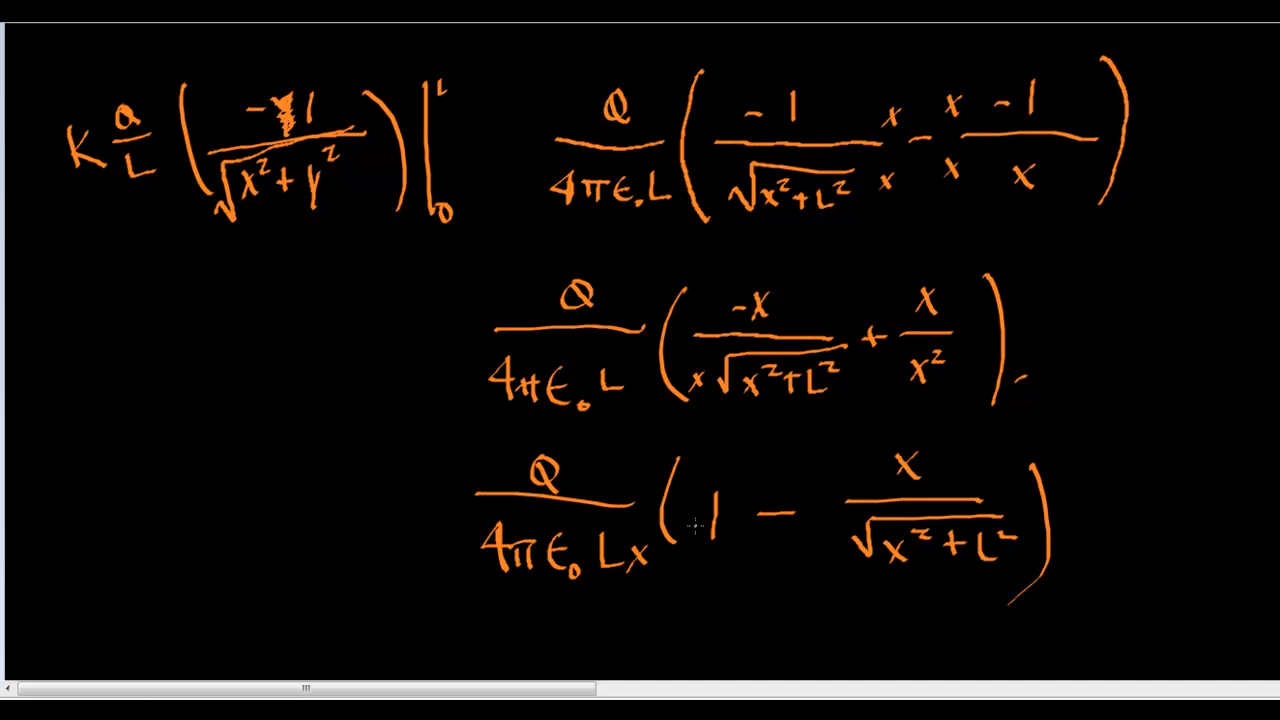 K Q/L (-1/√(x²+y²)) |₀ᴸ Q/(4πϵ₀L) (-1/√(x²+L²) x/x - x/x -1/x)
Q/(4πϵ₀L) (-x/(x√(x²+L²)) + x/x²)
Q/(4πϵ₀Lx) (1 - x/√(x²+L²))